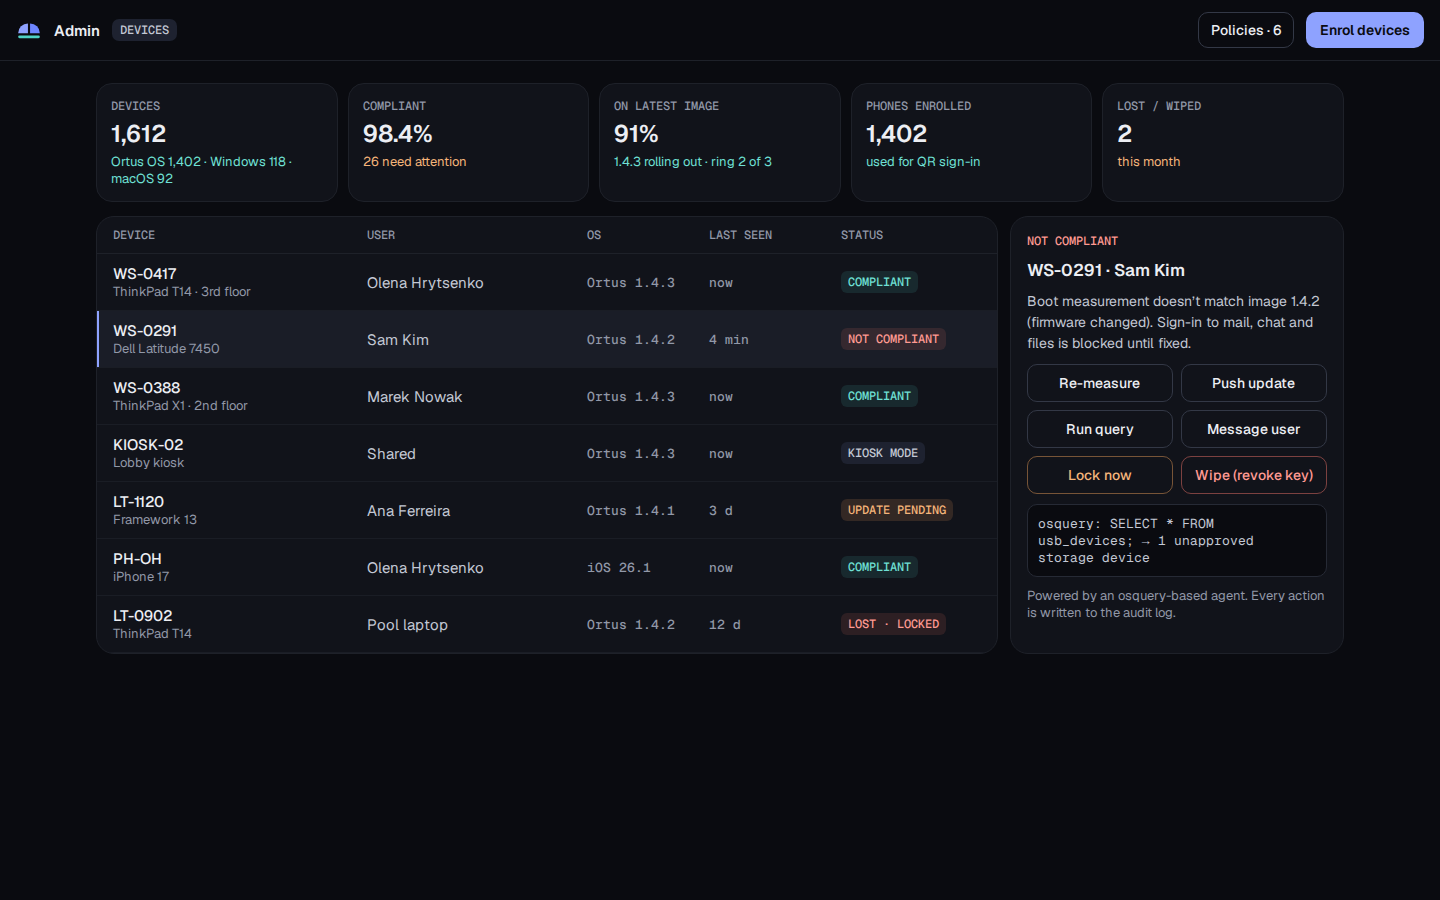 Admin DEVICES Policies · 6 Enrol devices
DEVICES
1,612
Ortus OS 1,402 · Windows 118 ·
macOS 92
COMPLIANT
98.4%
26 need attention
ON LATEST IMAGE
91%
1.4.3 rolling out · ring 2 of 3
PHONES ENROLLED
1,402
used for QR sign-in
LOST / WIPED
2
this month
DEVICE USER OS LAST SEEN STATUS
WS-0417
ThinkPad T14 · 3rd floor
Olena Hrytsenko Ortus 1.4.3 now COMPLIANT
WS-0291
Dell Latitude 7450
Sam Kim Ortus 1.4.2 4 min NOT COMPLIANT
WS-0388
ThinkPad X1 · 2nd floor
Marek Nowak Ortus 1.4.3 now COMPLIANT
KIOSK-02
Lobby kiosk
Shared Ortus 1.4.3 now KIOSK MODE
LT-1120
Framework 13
Ana Ferreira Ortus 1.4.1 3 d UPDATE PENDING
PH-OH
iPhone 17
Olena Hrytsenko iOS 26.1 now COMPLIANT
LT-0902
ThinkPad T14
Pool laptop Ortus 1.4.2 12 d LOST · LOCKED
NOT COMPLIANT
WS-0291 · Sam Kim
Boot measurement doesn't match image 1.4.2
(firmware changed). Sign-in to mail, chat and
files is blocked until fixed.
Re-measure Push update
Run query Message user
Lock now Wipe (revoke key)
osquery: SELECT * FROM
usb_devices; → 1 unapproved
storage device
Powered by an osquery-based agent. Every action
is written to the audit log.